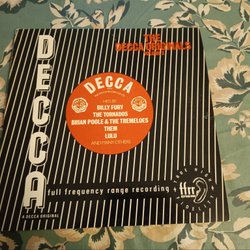 THE
DECCA ORIGINALS
DECCA
DECCA
HITS BY
BILLY FURY
THE TORNADOS
BRIAN POOLE & THE TREMELOES
THEM
LULU
AND MANY OTHERS
full frequency range recording
ffrr
A DECCA ORIGINAL